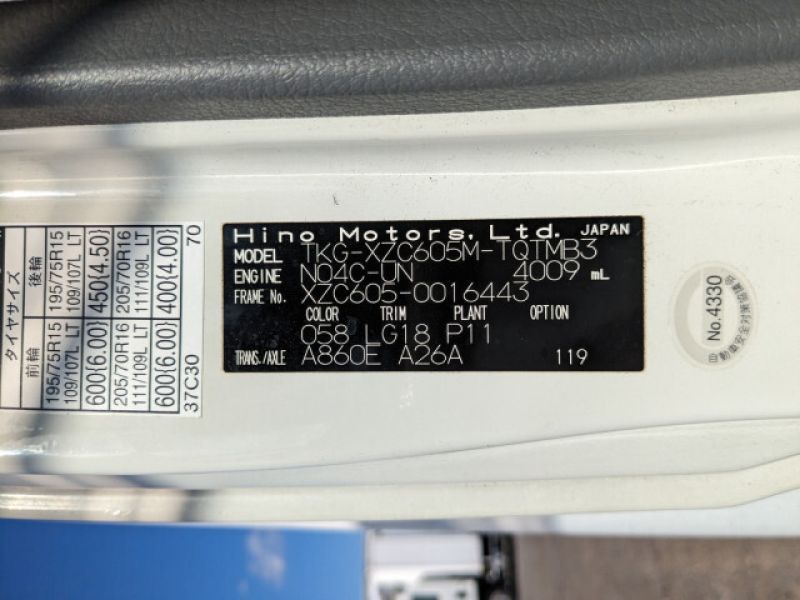 Hino Motors, Ltd. JAPAN
MODEL TKG-XZC605M-TQTMB3
ENGINE N04C-UN 4009 mL
FRAME No. XZC605-0016443
COLOR TRIM PLANT OPTION
058 LG18 P11
TRANS./AXLE A860E A26A 119
タイヤサイズ
前輪 後輪
195/75R15 195/75R15
109/107L LT 109/107L LT
600(6.00) 450(4.50)
205/70R16 205/70R16
111/109L LT 111/109L LT
600(6.00) 400(4.00)
37C30 70
No.4330